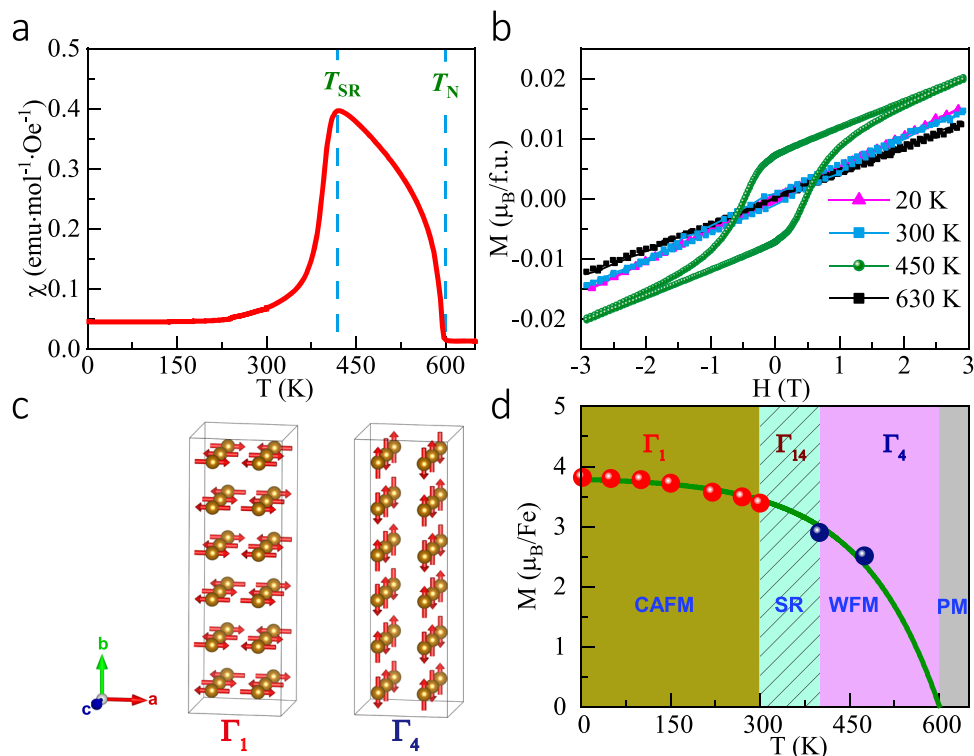 a
χ (emu·mol⁻¹·Oe⁻¹)
0.5
0.4
0.3
0.2
0.1
0.0
T_SR
T_N
0 150 300 450 600
T (K)
b
M (μ_B/f.u.)
0.02
0.01
0.00
-0.01
-0.02
20 K
300 K
450 K
630 K
-3 -2 -1 0 1 2 3
H (T)
c
b
a
c
Γ₁
Γ₄
d
M (μ_B/Fe)
5
4
3
2
1
0
Γ₁
Γ₁₄
Γ₄
CAFM
SR
WFM
PM
0 150 300 450 600
T (K)